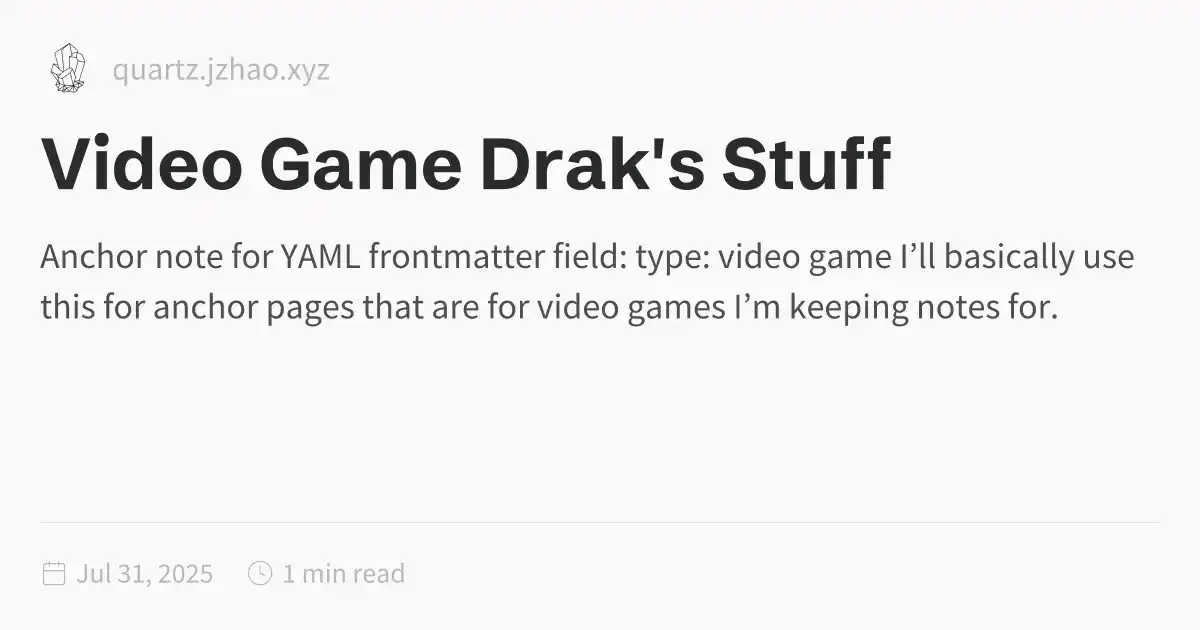 quartz.jzhao.xyz
Video Game Drak's Stuff
Anchor note for YAML frontmatter field: type: video game I’ll basically use
this for anchor pages that are for video games I’m keeping notes for.
Jul 31, 2025 1 min read